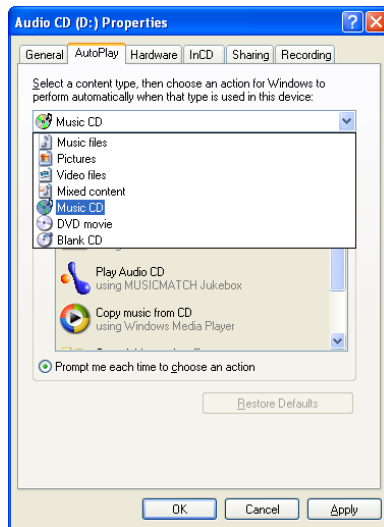 Audio CD (D:) Properties
General AutoPlay Hardware InCD Sharing Recording
Select a content type, then choose an action for Windows to
perform automatically when that type is used in this device:
Music CD
Music files
Pictures
Video files
Mixed content
Music CD
DVD movie
Blank CD
Play Audio CD
using MUSICMATCH Jukebox
Copy music from CD
using Windows Media Player
Prompt me each time to choose an action
Restore Defaults
OK Cancel Apply